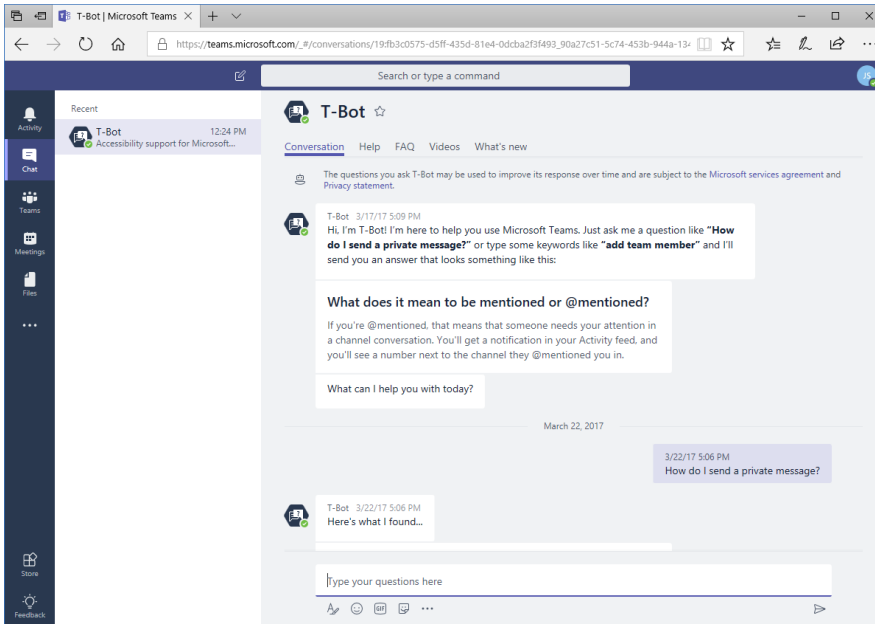 T-Bot | Microsoft Teams
https://teams.microsoft.com/_#/conversations/19:fb3c0575-d5ff-435d-81e4-0dcba2f3f493_90a27c51-5c74-453b-944a-134
Search or type a command
JS
Activity
Chat
Teams
Meetings
Files
Store
Feedback
Recent
T-Bot 12:24 PM
Accessibility support for Microsoft...
T-Bot
Conversation Help FAQ Videos What's new
The questions you ask T-Bot may be used to improve its response over time and are subject to the Microsoft services agreement and
Privacy statement.
T-Bot 3/17/17 5:09 PM
Hi, I'm T-Bot! I'm here to help you use Microsoft Teams. Just ask me a question like "How
do I send a private message?" or type some keywords like "add team member" and I'll
send you an answer that looks something like this:
What does it mean to be mentioned or @mentioned?
If you're @mentioned, that means that someone needs your attention in
a channel conversation. You'll get a notification in your Activity feed, and
you'll see a number next to the channel they @mentioned you in.
What can I help you with today?
March 22, 2017
3/22/17 5:06 PM
How do I send a private message?
T-Bot 3/22/17 5:06 PM
Here's what I found...
Type your questions here
GIF